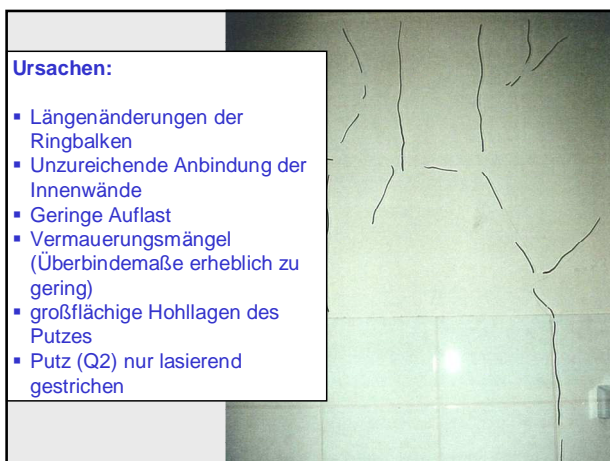 Ursachen:
▪ Längenänderungen der
Ringbalken
▪ Unzureichende Anbindung der
Innenwände
▪ Geringe Auflast
▪ Vermauerungsmängel
(Überbindemaße erheblich zu
gering)
▪ großflächige Hohllagen des
Putzes
▪ Putz (Q2) nur lasierend
gestrichen